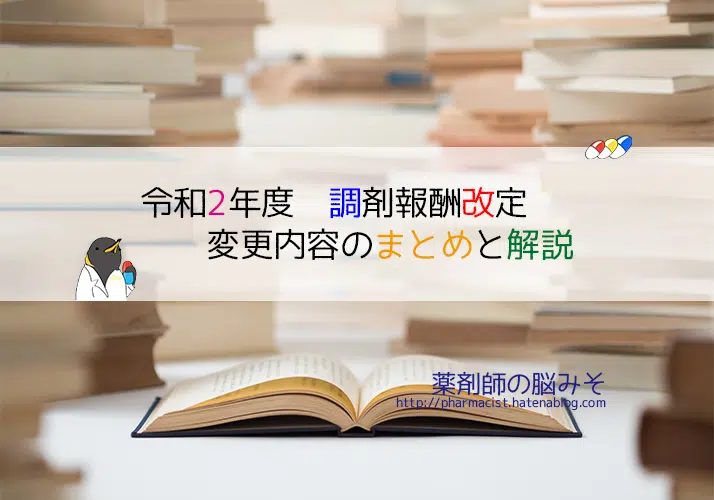 令和2年度　調剤報酬改定
変更内容のまとめと解説
薬剤師の脳みそ
http://pharmacist.hatenablog.com